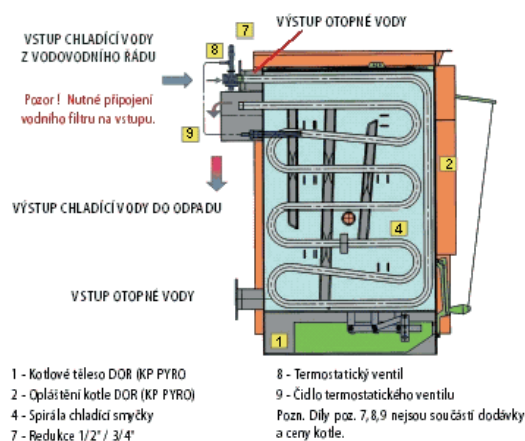 VÝSTUP OTOPNÉ VODY
7
VSTUP CHLADÍCÍ VODY
Z VODOVODNÍHO ŘÁDU
8
Pozor! Nutné připojení
vodního filtru na vstupu.
9
2
VÝSTUP CHLADÍCÍ VODY DO ODPADU
4
VSTUP OTOPNÉ VODY
1
1 - Kotlové těleso DOR (KP PYRO
2 - Opláštění kotle DOR (KP PYRO)
4 - Spirála chladící smyčky
7 - Redukce 1/2" / 3/4"
8 - Termostatický ventil
9 - Čidlo termostatického ventilu
Pozn. Díly poz. 7,8,9 nejsou součástí dodávky
a ceny kotle.